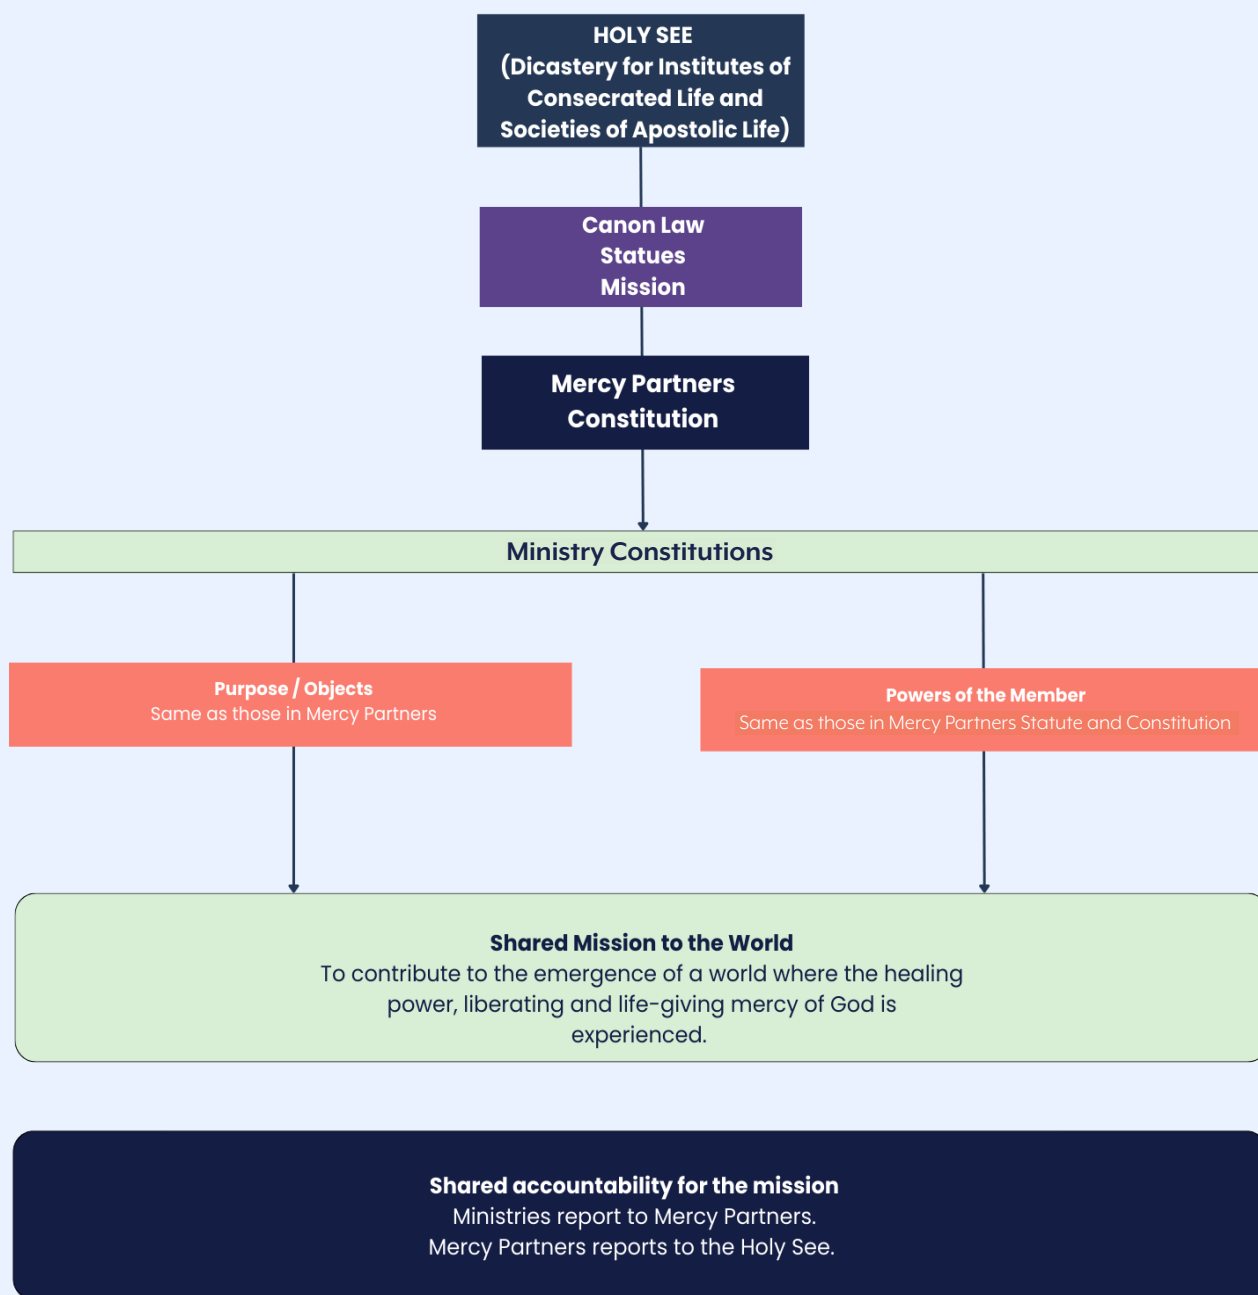 HOLY SEE
(Dicastery for Institutes of
Consecrated Life and
Societies of Apostolic Life)
Canon Law
Statues
Mission
Mercy Partners
Constitution
Ministry Constitutions
Purpose / Objects
Same as those in Mercy Partners
Powers of the Member
Same as those in Mercy Partners Statute and Constitution
Shared Mission to the World
To contribute to the emergence of a world where the healing
power, liberating and life-giving mercy of God is
experienced.
Shared accountability for the mission
Ministries report to Mercy Partners.
Mercy Partners reports to the Holy See.